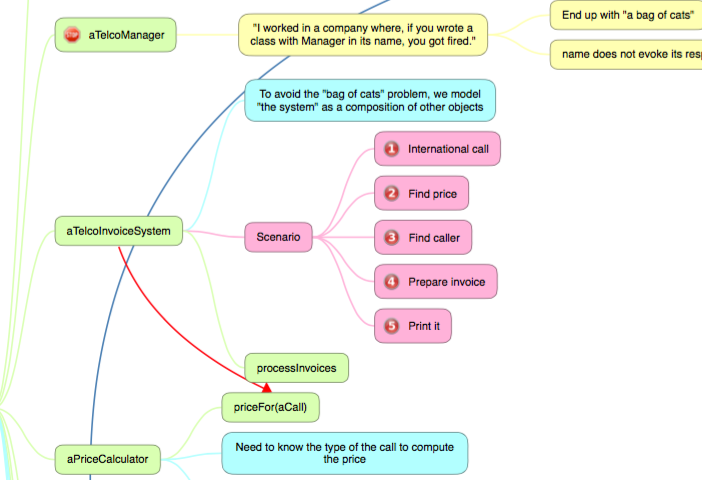 End up with "a bag of cats"
STOP
aTelcoManager
"I worked in a company where, if you wrote a
class with Manager in its name, you got fired."
name does not evoke its
To avoid the "bag of cats" problem, we model
"the system" as a composition of other objects
1 International call
2 Find price
aTelcoInvoiceSystem
Scenario
3 Find caller
4 Prepare invoice
5 Print it
processInvoices
priceFor(aCall)
aPriceCalculator
Need to know the type of the call to compute
the price